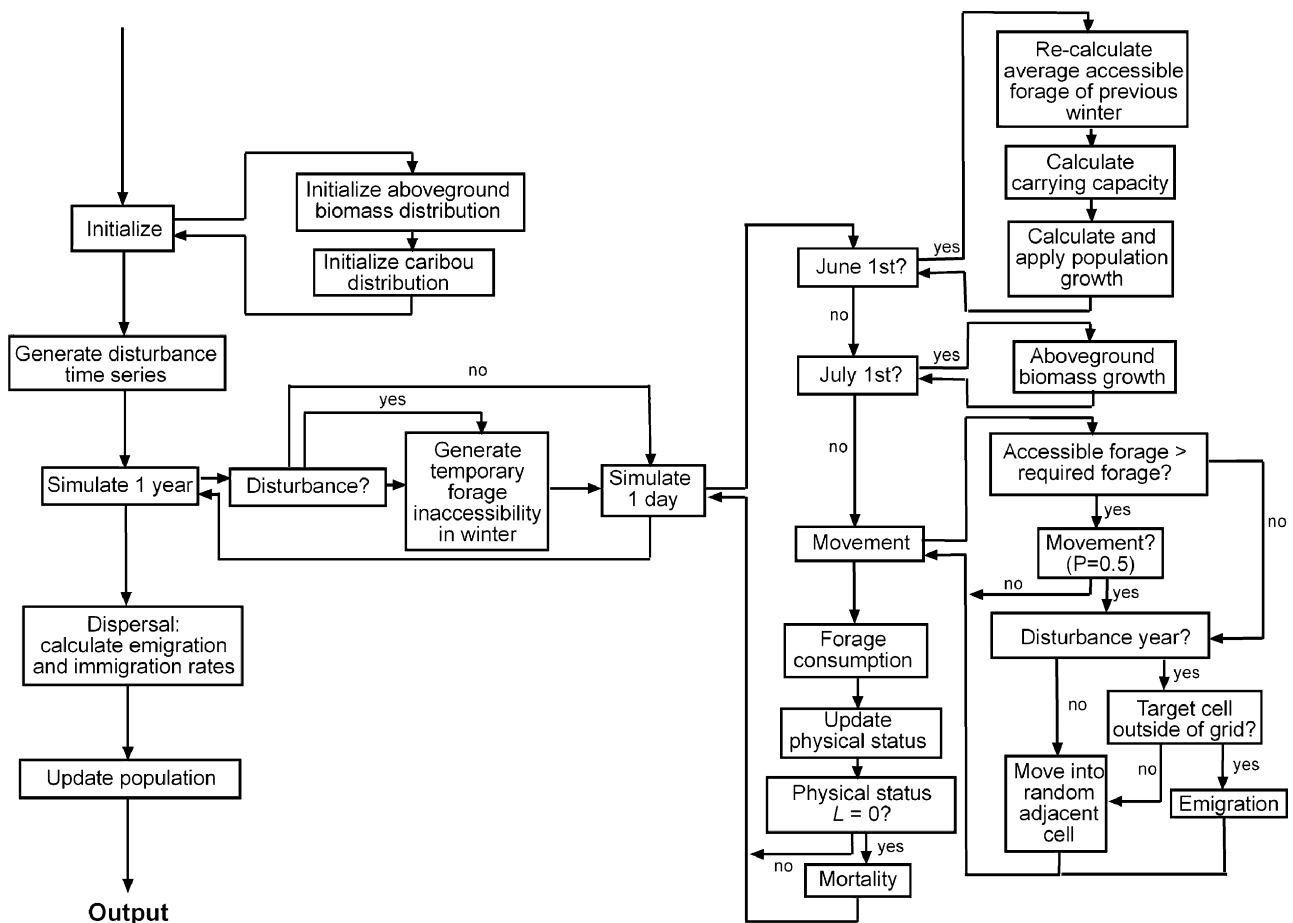 Initialize
Initialize aboveground
biomass distribution
Initialize caribou
distribution
Generate disturbance
time series
Simulate 1 year
Disturbance?
no
yes
Generate
temporary
forage
inaccessibility
in winter
Simulate
1 day
Dispersal:
calculate emigration
and immigration rates
Update population
Output
June 1st?
yes
no
Re-calculate
average accessible
forage of previous
winter
Calculate
carrying capacity
Calculate and
apply population
growth
July 1st?
yes
no
Aboveground
biomass growth
Movement
Accessible forage >
required forage?
yes
no
Movement?
(P=0.5)
no
yes
Disturbance year?
no
yes
Target cell
outside of grid?
no
yes
Move into
random
adjacent
cell
Emigration
Forage
consumption
Update
physical status
Physical status
L = 0?
no
yes
Mortality